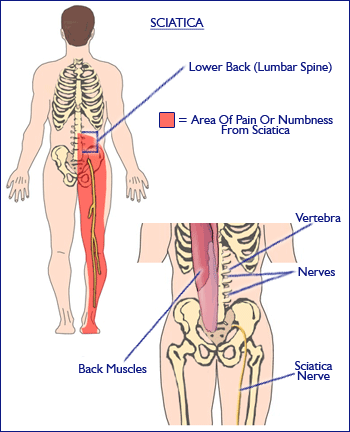 SCIATICA
Lower Back (Lumbar Spine)
= Area Of Pain Or Numbness
From Sciatica
Vertebra
Nerves
Back Muscles
Sciatica
Nerve